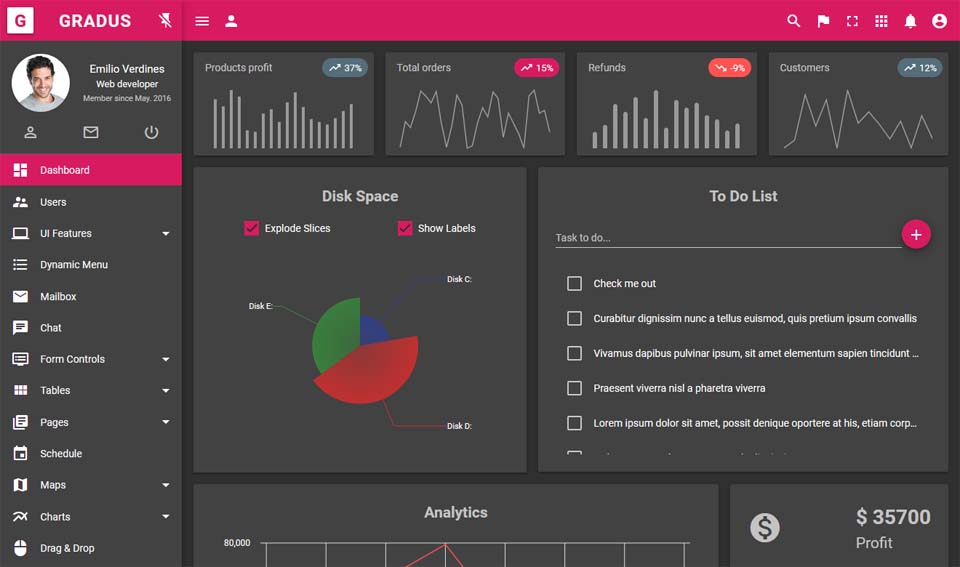 G GRADUS
Emilio Verdines
Web developer
Member since May. 2016
Dashboard
Users
UI Features
Dynamic Menu
Mailbox
Chat
Form Controls
Tables
Pages
Schedule
Maps
Charts
Drag & Drop
Products profit 37%
Total orders 15%
Refunds -9%
Customers 12%
Disk Space
Explode Slices Show Labels
Disk C:
Disk E:
Disk D:
To Do List
Task to do...
Check me out
Curabitur dignissim nunc a tellus euismod, quis pretium ipsum convallis
Vivamus dapibus pulvinar ipsum, sit amet elementum sapien tincidunt ...
Praesent viverra nisl a pharetra viverra
Lorem ipsum dolor sit amet, possit denique oportere at his, etiam corp...
Analytics
80,000
$ 35700
Profit